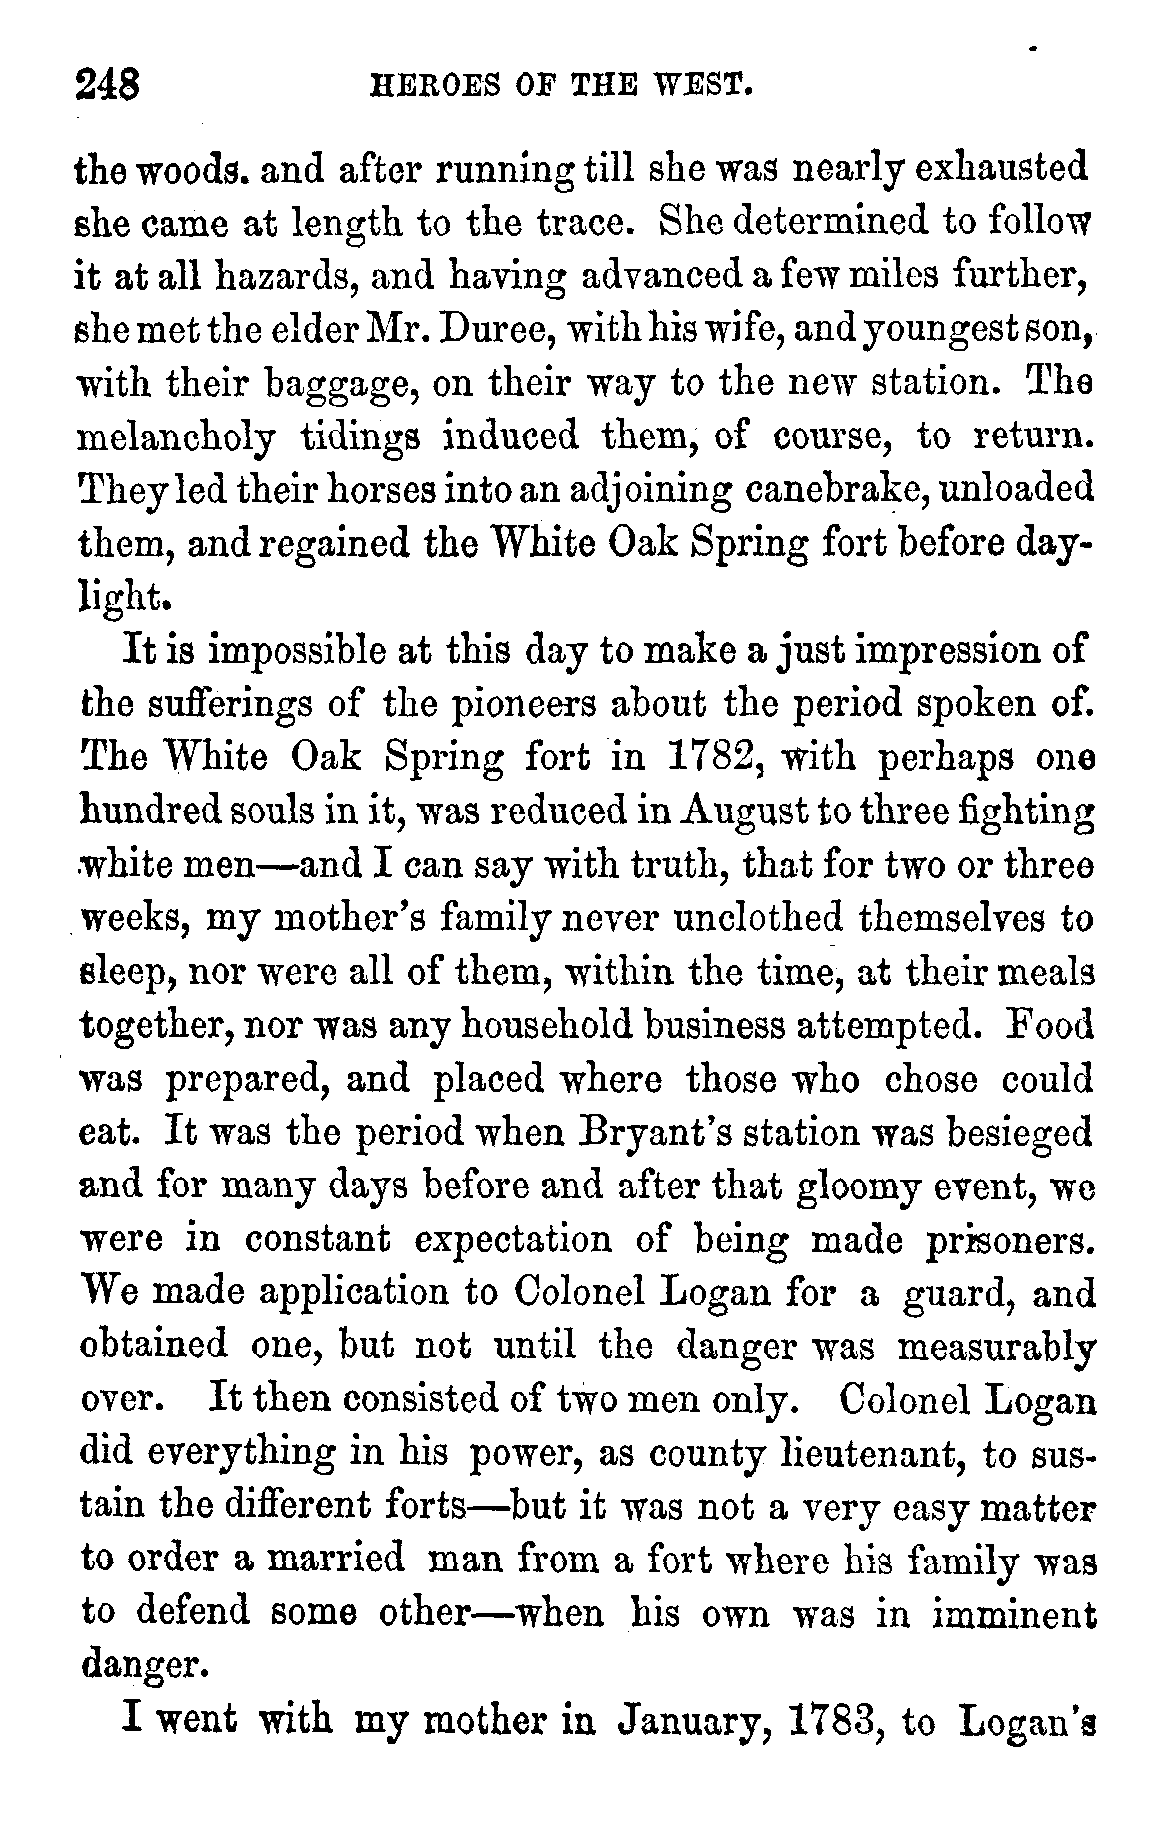 248 HEROES OF THE WEST.
the woods. and after running till she was nearly exhausted
she came at length to the trace. She determined to follow
it at all hazards, and having advanced a few miles further,
she met the elder Mr. Duree, with his wife, and youngest son,
with their baggage, on their way to the new station. The
melancholy tidings induced them, of course, to return.
They led their horses into an adjoining canebrake, unloaded
them, and regained the White Oak Spring fort before day-
light.
It is impossible at this day to make a just impression of
the sufferings of the pioneers about the period spoken of.
The White Oak Spring fort in 1782, with perhaps one
hundred souls in it, was reduced in August to three fighting
white men—and I can say with truth, that for two or three
weeks, my mother's family never unclothed themselves to
sleep, nor were all of them, within the time, at their meals
together, nor was any household business attempted. Food
was prepared, and placed where those who chose could
eat. It was the period when Bryant's station was besieged
and for many days before and after that gloomy event, we
were in constant expectation of being made prisoners.
We made application to Colonel Logan for a guard, and
obtained one, but not until the danger was measurably
over. It then consisted of two men only. Colonel Logan
did everything in his power, as county lieutenant, to sus-
tain the different forts—but it was not a very easy matter
to order a married man from a fort where his family was
to defend some other—when his own was in imminent
danger.
I went with my mother in January, 1783, to Logan's